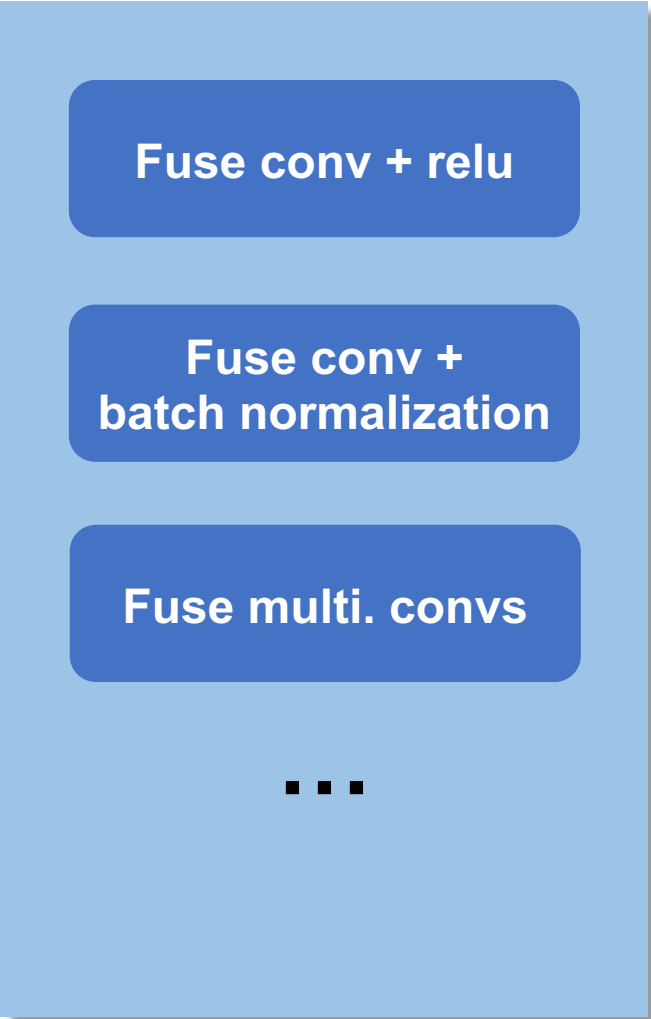 Fuse conv + relu
Fuse conv +
batch normalization
Fuse multi. convs
...